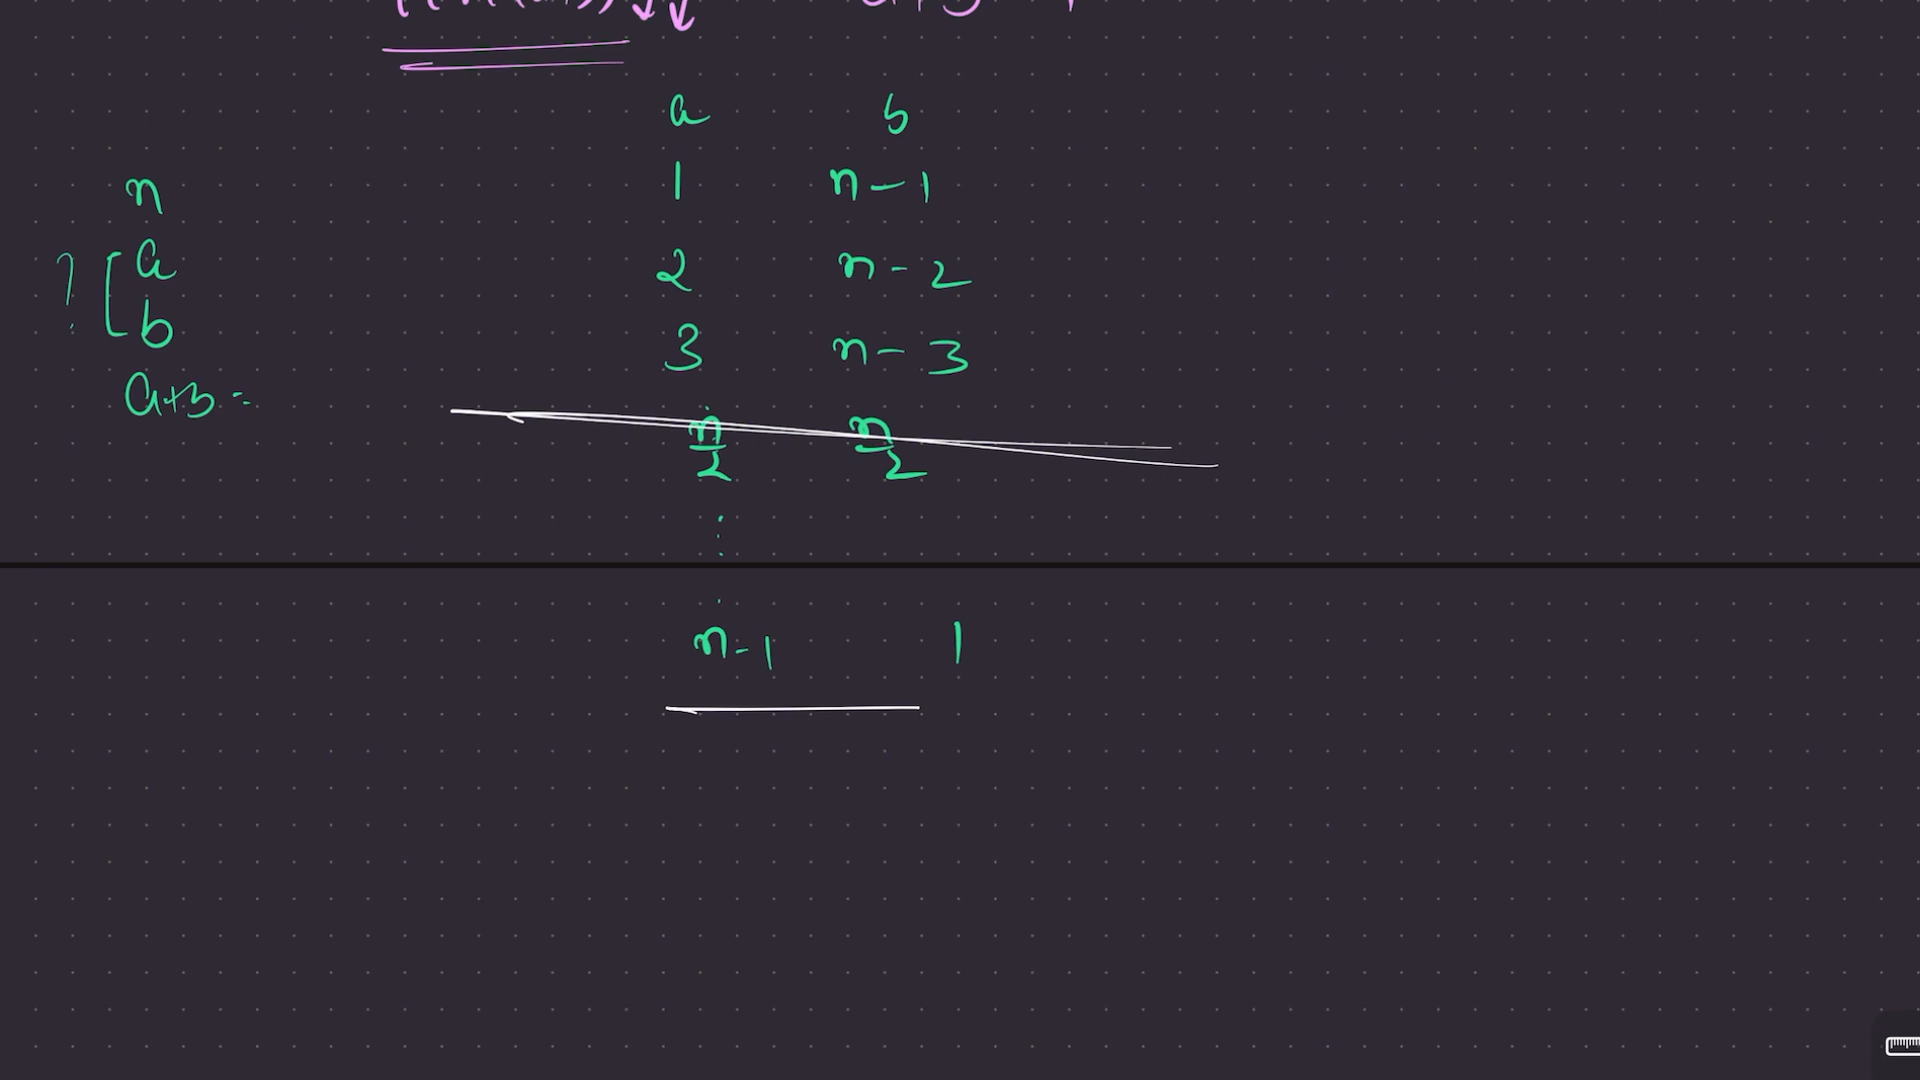 a b
1 n-1
n
2 n-2
? [ a
b
3 n-3
a+b =
n/2 n/2
n-1 1